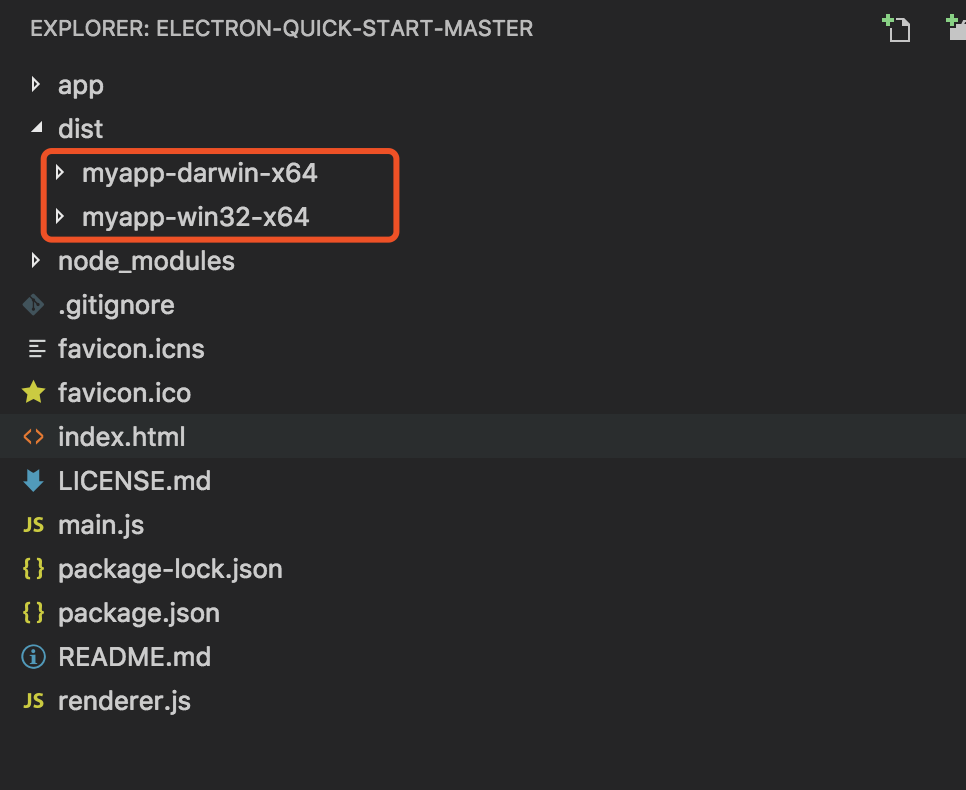 EXPLORER: ELECTRON-QUICK-START-MASTER
app
dist
myapp-darwin-x64
myapp-win32-x64
node_modules
.gitignore
favicon.icns
favicon.ico
<> index.html
LICENSE.md
JS main.js
{} package-lock.json
{} package.json
i README.md
JS renderer.js